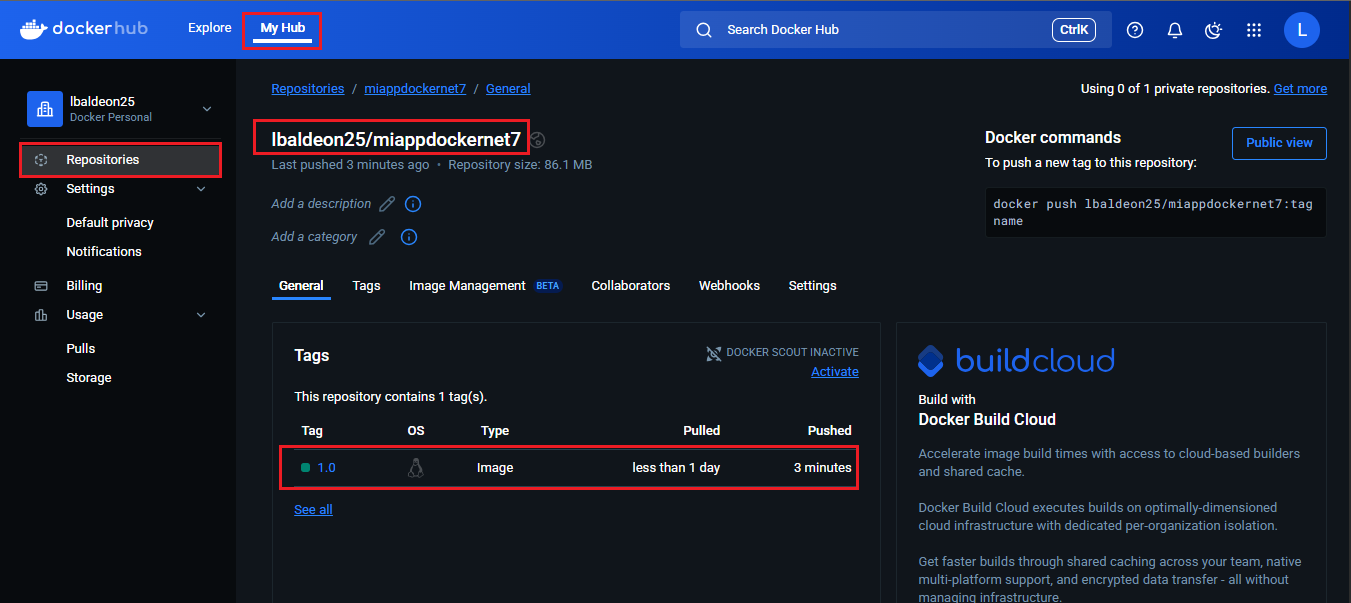 dockerhub
Explore
My Hub
Search Docker Hub
CtrlK
L
lbaldeon25
Docker Personal
Repositories
Settings
Default privacy
Notifications
Billing
Usage
Pulls
Storage
Repositories / miappdockernet7 / General
Using 0 of 1 private repositories. Get more
lbaldeon25/miappdockernet7
Last pushed 3 minutes ago • Repository size: 86.1 MB
Add a description
Add a category
Docker commands
Public view
To push a new tag to this repository:
docker push lbaldeon25/miappdockernet7:tag
name
General Tags Image Management BETA Collaborators Webhooks Settings
Tags
DOCKER SCOUT INACTIVE
Activate
This repository contains 1 tag(s).
Tag OS Type Pulled Pushed
1.0 Image less than 1 day 3 minutes
See all
buildcloud
Build with
Docker Build Cloud
Accelerate image build times with access to cloud-based builders
and shared cache.
Docker Build Cloud executes builds on optimally-dimensioned
cloud infrastructure with dedicated per-organization isolation.
Get faster builds through shared caching across your team, native
multi-platform support, and encrypted data transfer - all without
managing infrastructure.